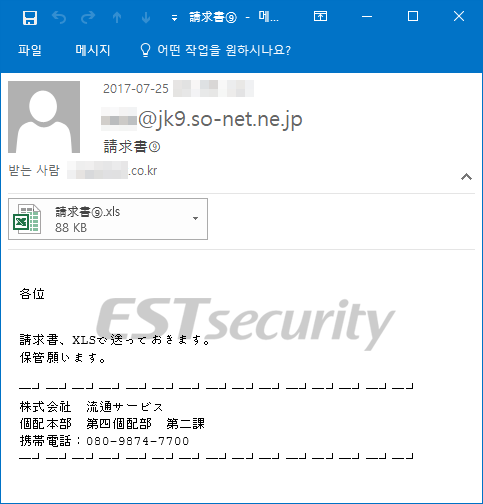 請求書⑨ - 메...
파일 메시지 어떤 작업을 원하시나요?
2017-07-25
@jk9.so-net.ne.jp
請求書⑨
받는 사람 .co.kr
請求書⑨.xls
88 KB
各位
ESTsecurity
請求書、XLSで送っておきます。
保管願います。
―┘―┘―┘―┘―┘―┘―┘―┘―┘―┘―┘―┘―┘―┘―┘
株式会社 流通サービス
個配本部 第四個配部 第二課
携帯電話：080-9874-7700
―┘―┘―┘―┘―┘―┘―┘―┘―┘―┘―┘―┘―┘―┘―┘